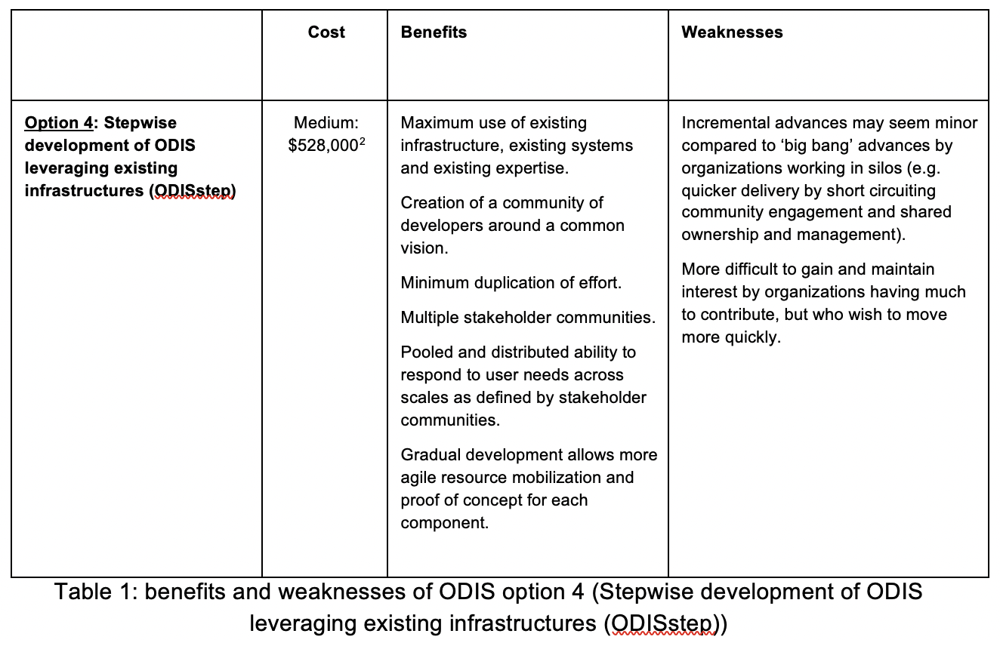 Cost
Benefits
Weaknesses
Option 4: Stepwise
development of ODIS
leveraging existing
infrastructures (ODISstep)
Medium:
$528,000²
Maximum use of existing
infrastructure, existing systems
and existing expertise.
Creation of a community of
developers around a common
vision.
Minimum duplication of effort.
Multiple stakeholder communities.
Pooled and distributed ability to
respond to user needs across
scales as defined by stakeholder
communities.
Gradual development allows more
agile resource mobilization and
proof of concept for each
component.
Incremental advances may seem minor
compared to ‘big bang’ advances by
organizations working in silos (e.g.
quicker delivery by short circuiting
community engagement and shared
ownership and management).
More difficult to gain and maintain
interest by organizations having much
to contribute, but who wish to move
more quickly.
Table 1: benefits and weaknesses of ODIS option 4 (Stepwise development of ODIS
leveraging existing infrastructures (ODISstep))